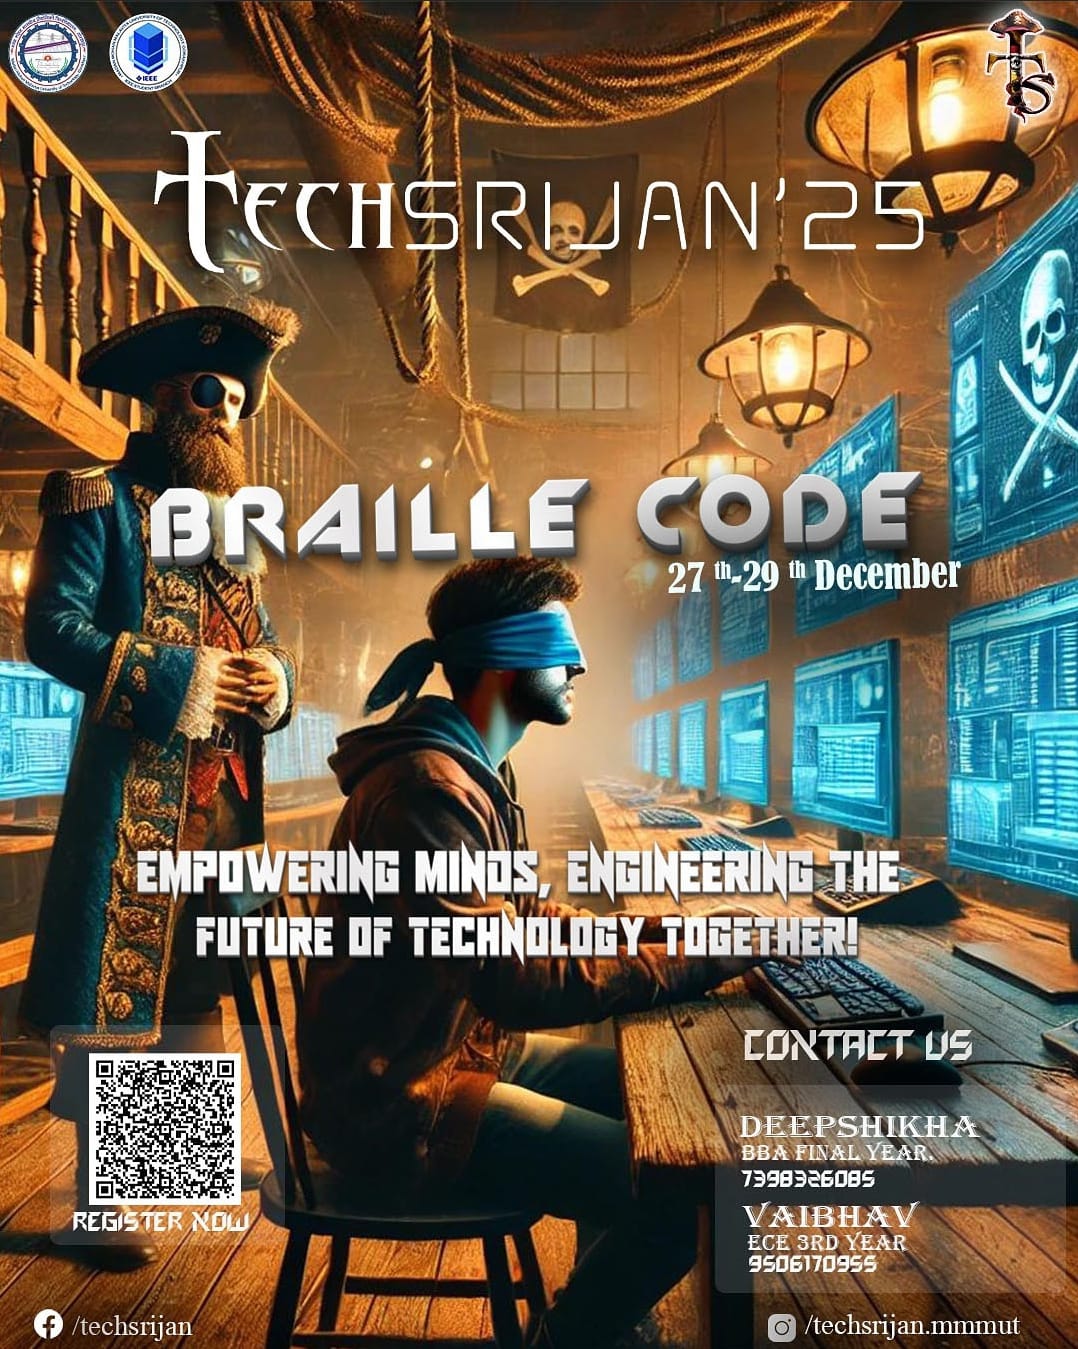 IEEE
TECHSRIJAN'25
BRAILLE CODE
27 th-29 th December
EMPOWERING MINDS, ENGINEERING THE
FUTURE OF TECHNOLOGY TOGETHER!
REGISTER NOW
CONTACT US
DEEPSHIKHA
BBA FINAL YEAR.
7398326085
VAIBHAV
ECE 3RD YEAR
9506170955
/techsrijan
/techsrijan.mmmut